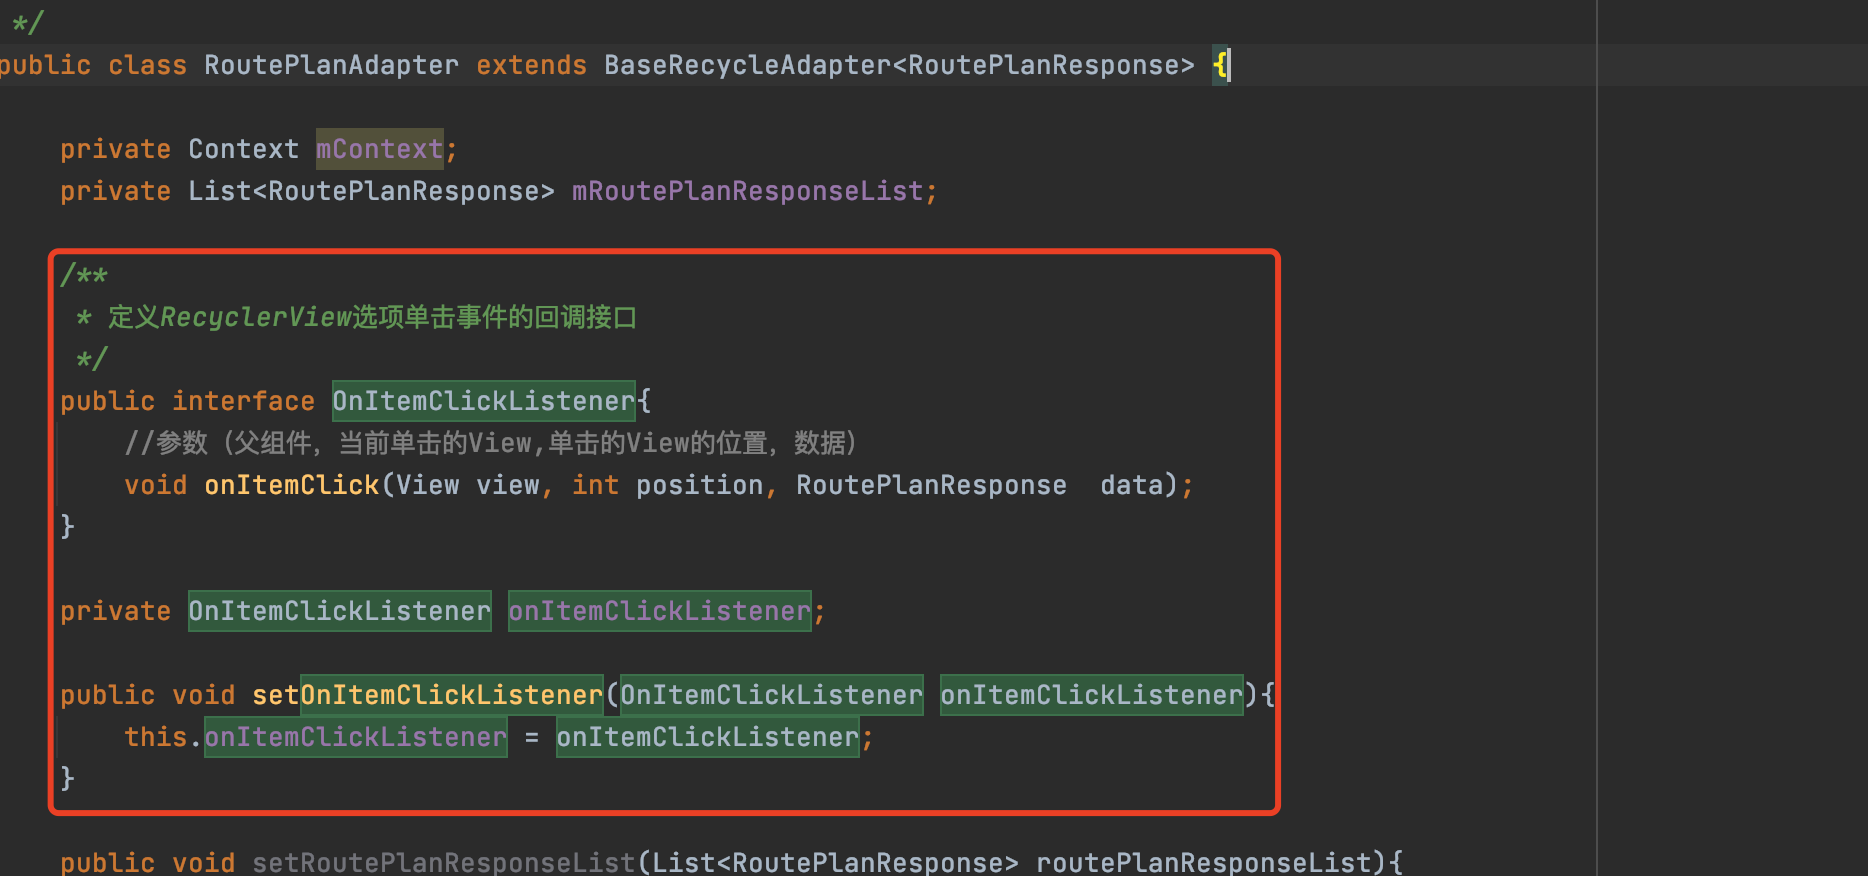 */
public class RoutePlanAdapter extends BaseRecycleAdapter<RoutePlanResponse> {
private Context mContext;
private List<RoutePlanResponse> mRoutePlanResponseList;
/**
* 定义RecyclerView选项单击事件的回调接口
*/
public interface OnItemClickListener{
//参数（父组件，当前单击的View,单击的View的位置，数据）
void onItemClick(View view, int position, RoutePlanResponse  data);
}
private OnItemClickListener onItemClickListener;
public void setOnItemClickListener(OnItemClickListener onItemClickListener){
this.onItemClickListener = onItemClickListener;
}
public void setRoutePlanResponseList(List<RoutePlanResponse> routePlanResponseList){